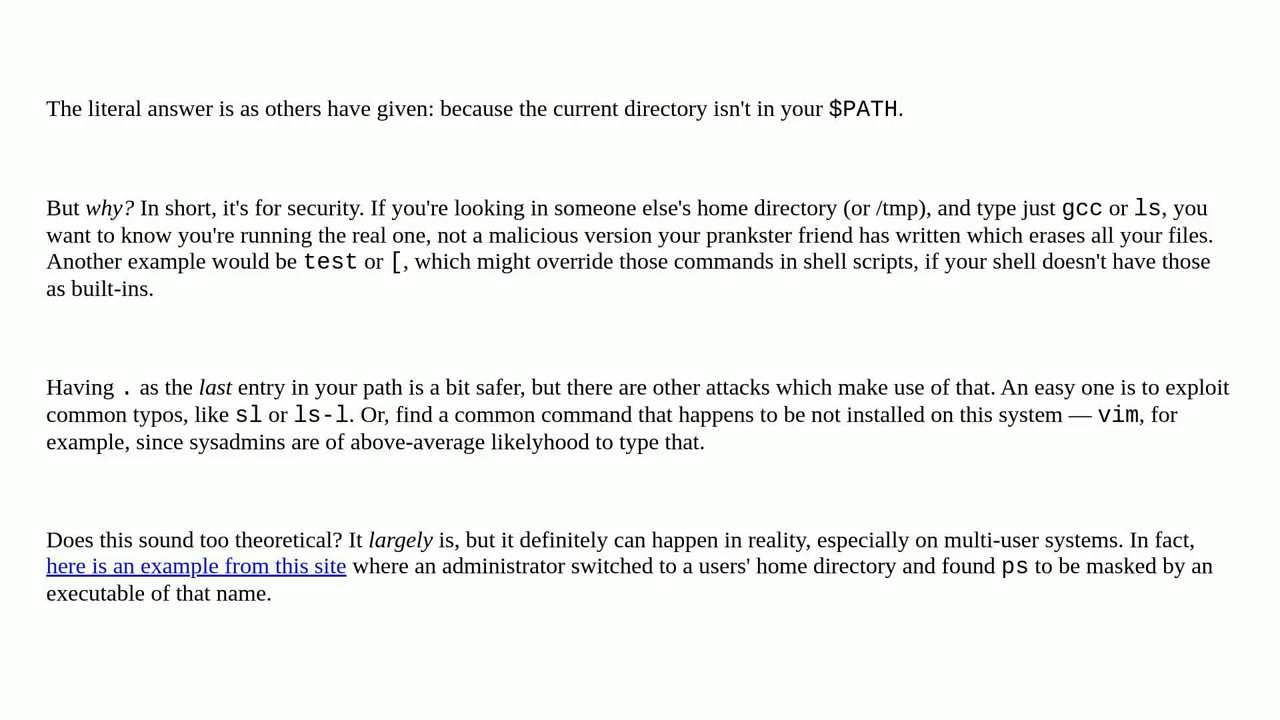 The literal answer is as others have given: because the current directory isn't in your $PATH.
But why? In short, it's for security. If you're looking in someone else's home directory (or /tmp), and type just gcc or ls, you
want to know you're running the real one, not a malicious version your prankster friend has written which erases all your files.
Another example would be test or [, which might override those commands in shell scripts, if your shell doesn't have those
as built-ins.
Having . as the last entry in your path is a bit safer, but there are other attacks which make use of that. An easy one is to exploit
common typos, like sl or ls-l. Or, find a common command that happens to be not installed on this system — vim, for
example, since sysadmins are of above-average likelyhood to type that.
Does this sound too theoretical? It largely is, but it definitely can happen in reality, especially on multi-user systems. In fact,
here is an example from this site where an administrator switched to a users' home directory and found ps to be masked by an
executable of that name.